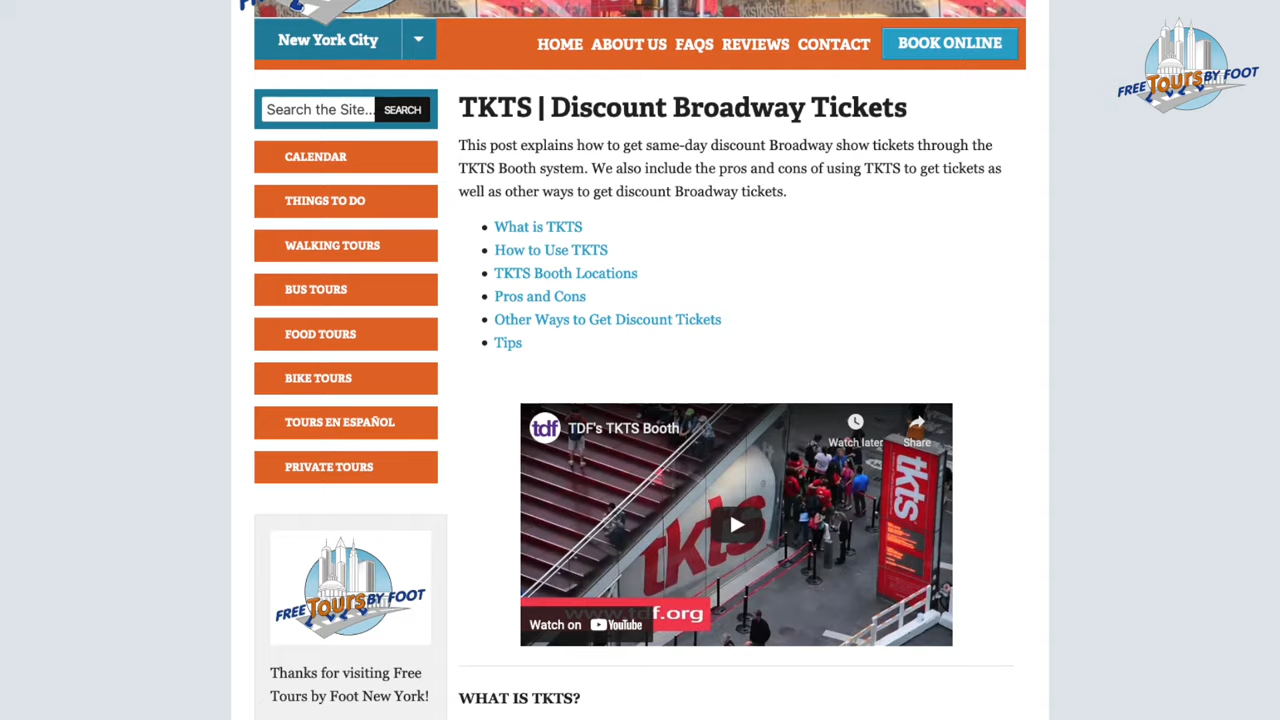 New York City
HOME ABOUT US FAQS REVIEWS CONTACT BOOK ONLINE
FREE TOURS BY FOOT
Search the Site... SEARCH
CALENDAR
THINGS TO DO
WALKING TOURS
BUS TOURS
FOOD TOURS
BIKE TOURS
TOURS EN ESPAÑOL
PRIVATE TOURS
FREE TOURS BY FOOT
Thanks for visiting Free
Tours by Foot New York!
TKTS | Discount Broadway Tickets
This post explains how to get same-day discount Broadway show tickets through the
TKTS Booth system. We also include the pros and cons of using TKTS to get tickets as
well as other ways to get discount Broadway tickets.
What is TKTS
How to Use TKTS
TKTS Booth Locations
Pros and Cons
Other Ways to Get Discount Tickets
Tips
tdf TDF's TKTS Booth
Watch later Share
tkts
tkts
www.tdf.org
Watch on YouTube
WHAT IS TKTS?